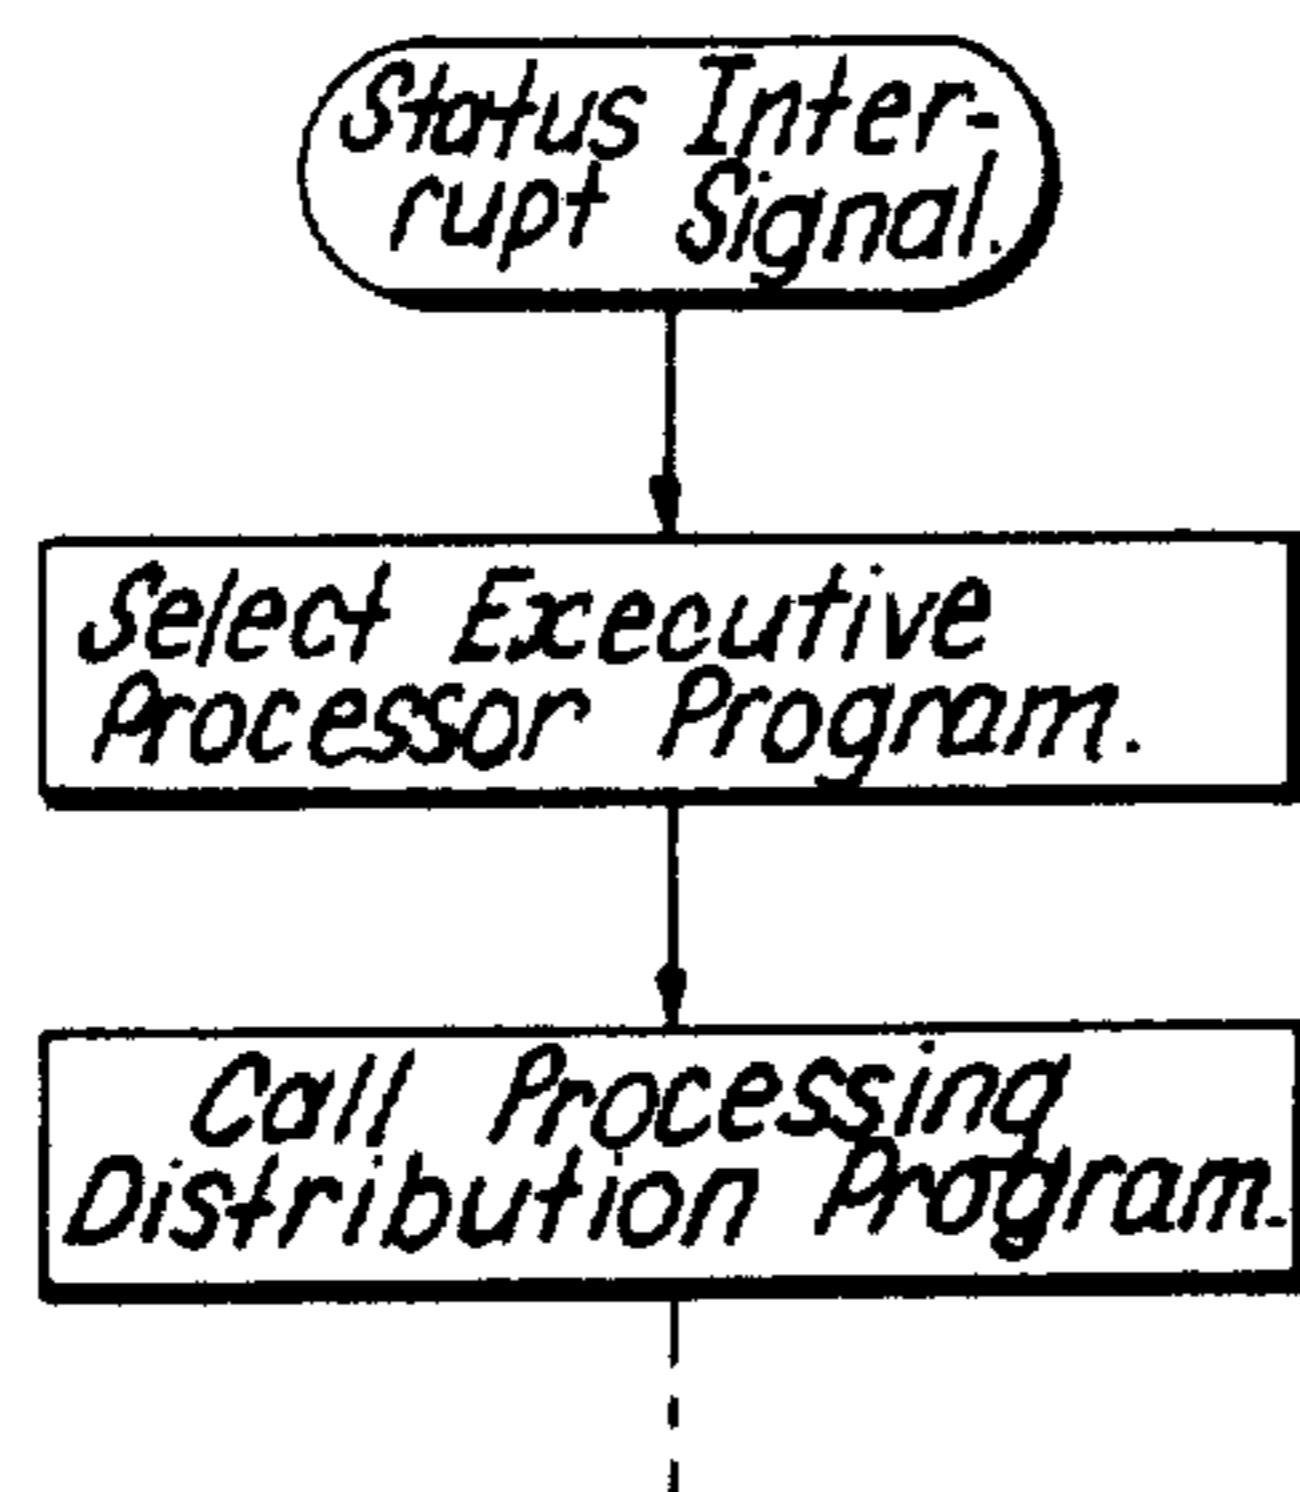 Status Inter-
rupt Signal.
Select Executive
Processor Program.
Call Processing
Distribution Program.